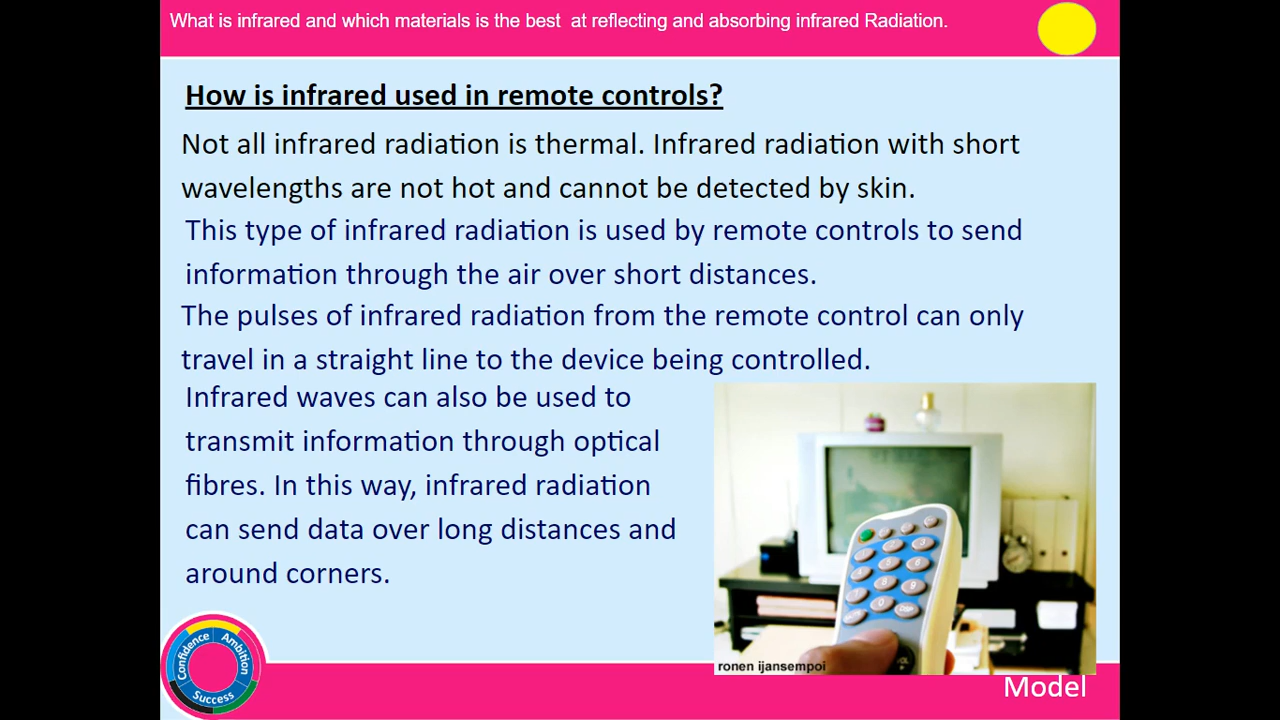 What is infrared and which materials is the best  at reflecting and absorbing infrared Radiation.
How is infrared used in remote controls?
Not all infrared radiation is thermal. Infrared radiation with short
wavelengths are not hot and cannot be detected by skin.
This type of infrared radiation is used by remote controls to send
information through the air over short distances.
The pulses of infrared radiation from the remote control can only
travel in a straight line to the device being controlled.
Infrared waves can also be used to
transmit information through optical
fibres. In this way, infrared radiation
can send data over long distances and
around corners.
ronen ijansempoi
Confidence
Ambition
Success
Model